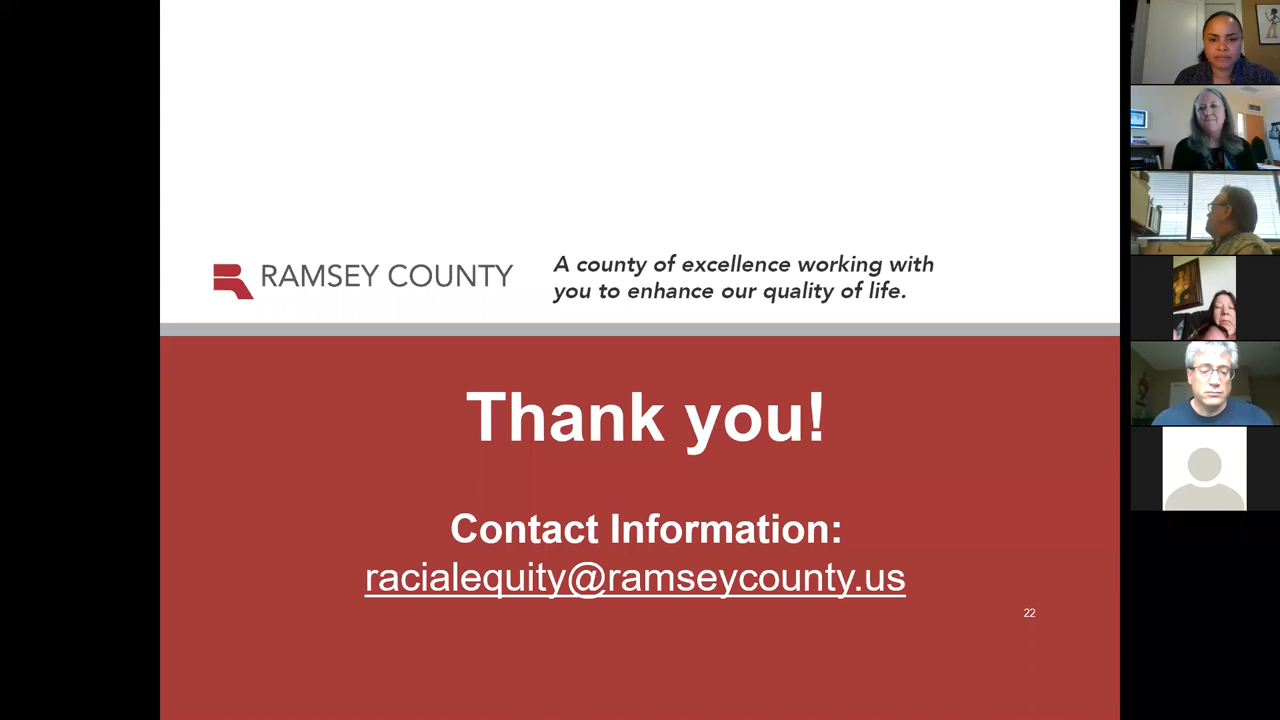 RAMSEY COUNTY
A county of excellence working with
you to enhance our quality of life.
Thank you!
Contact Information:
racialequity@ramseycounty.us
22